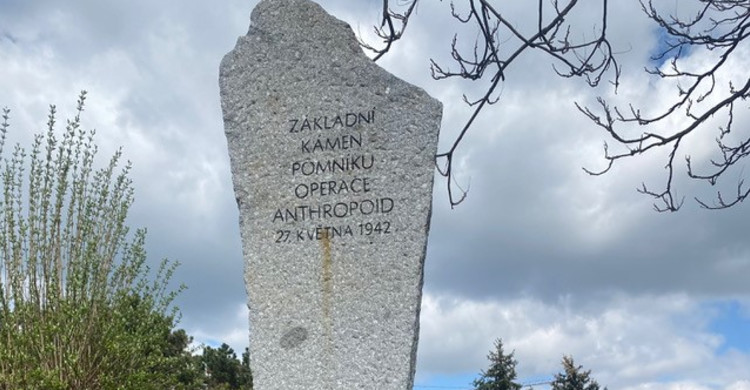 ZÁKLADNÍ
KÁMEN
POMNÍKU
OPERACE
ANTHROPOID
27. KVĚTNA 1942